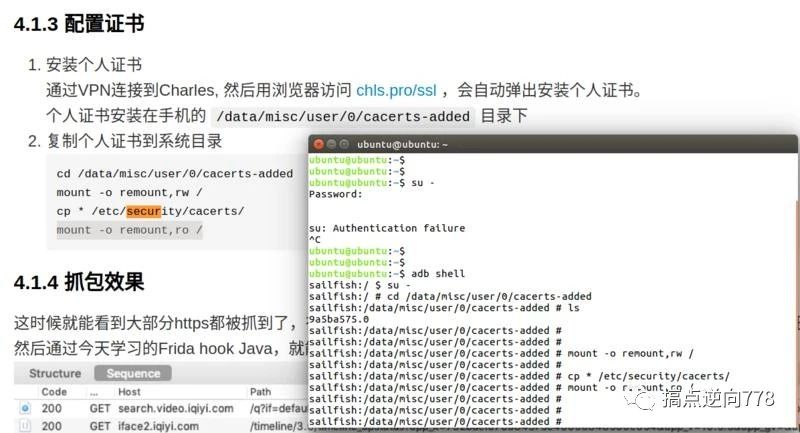 4.1.3 配置证书
1. 安装个人证书
通过VPN连接到Charles, 然后用浏览器访问 chls.pro/ssl ，会自动弹出安装个人证书。
个人证书安装在手机的 /data/misc/user/0/cacerts-added 目录下
2. 复制个人证书到系统目录
cd /data/misc/user/0/cacerts-added
mount -o remount,rw /
cp * /etc/security/cacerts/
mount -o remount,ro /
4.1.4 抓包效果
这时候就能看到大部分https都被抓到了，
然后通过今天学习的Frida hook Java，就
Structure Sequence
Code ... Host Path
200 GET search.video.iqiyi.com /q?if=defau
200 GET iface2.iqiyi.com /timeline/3.
ubuntu@ubuntu: ~
ubuntu@ubuntu:~$
ubuntu@ubuntu:~$
ubuntu@ubuntu:~$ su -
Password:
su: Authentication failure
^C
ubuntu@ubuntu:~$
ubuntu@ubuntu:~$
ubuntu@ubuntu:~$ adb shell
sailfish:/ $ su -
sailfish:/ # cd /data/misc/user/0/cacerts-added
sailfish:/data/misc/user/0/cacerts-added # ls
9a5ba575.0
sailfish:/data/misc/user/0/cacerts-added #
sailfish:/data/misc/user/0/cacerts-added #
sailfish:/data/misc/user/0/cacerts-added # mount -o remount,rw /
sailfish:/data/misc/user/0/cacerts-added #
sailfish:/data/misc/user/0/cacerts-added # cp * /etc/security/cacerts/
sailfish:/data/misc/user/0/cacerts-added # mount -o remount,ro /
sailfish:/data/misc/user/0/cacerts-added #
sailfish:/data/misc/user/0/cacerts-added #
sailfish:/data/misc/user/0/cacerts-added #
搞点逆向778